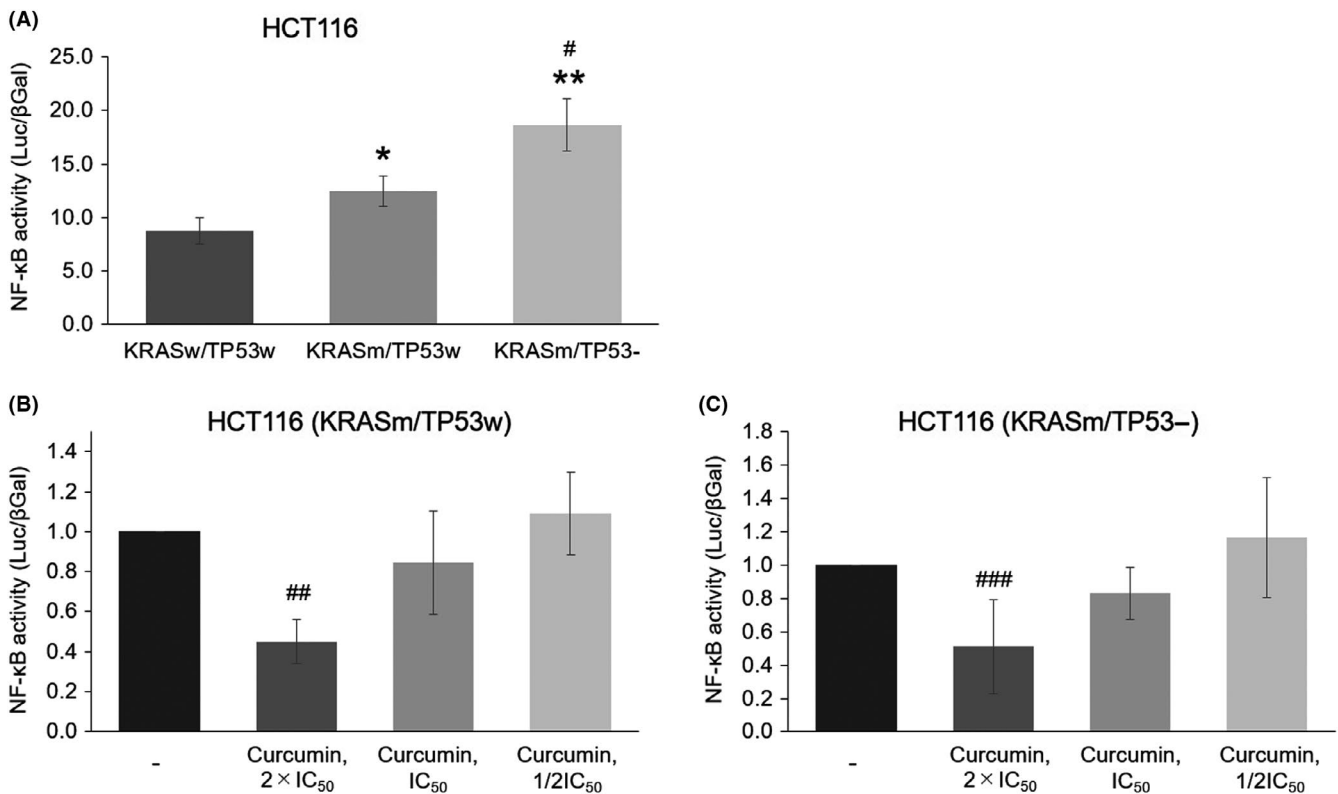 (A)
HCT116
NF-κB activity (Luc/βGal)
25.0
20.0
15.0
10.0
5.0
0.0
*
#
**
KRASw/TP53w
KRASm/TP53w
KRASm/TP53-
(B)
HCT116 (KRASm/TP53w)
NF-κB activity (Luc/βGal)
1.4
1.2
1.0
0.8
0.6
0.4
0.2
0.0
##
-
Curcumin,
2 × IC50
Curcumin,
IC50
Curcumin,
1/2IC50
(C)
HCT116 (KRASm/TP53–)
NF-κB activity (Luc/βGal)
1.8
1.6
1.4
1.2
1.0
0.8
0.6
0.4
0.2
0.0
###
-
Curcumin,
2 × IC50
Curcumin,
IC50
Curcumin,
1/2IC50